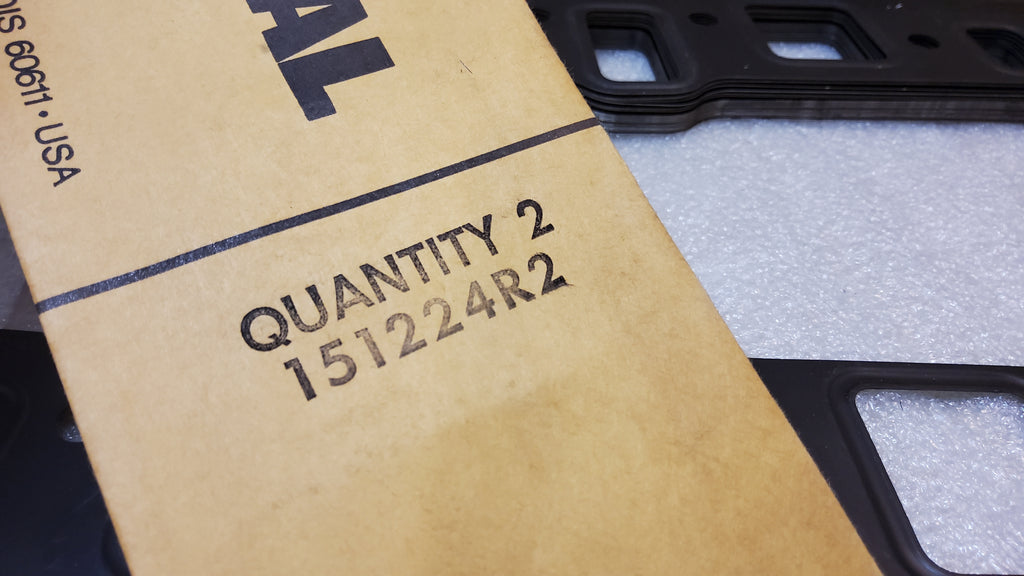 AL
OIS 60611 • USA
QUANTITY 2
151224R2